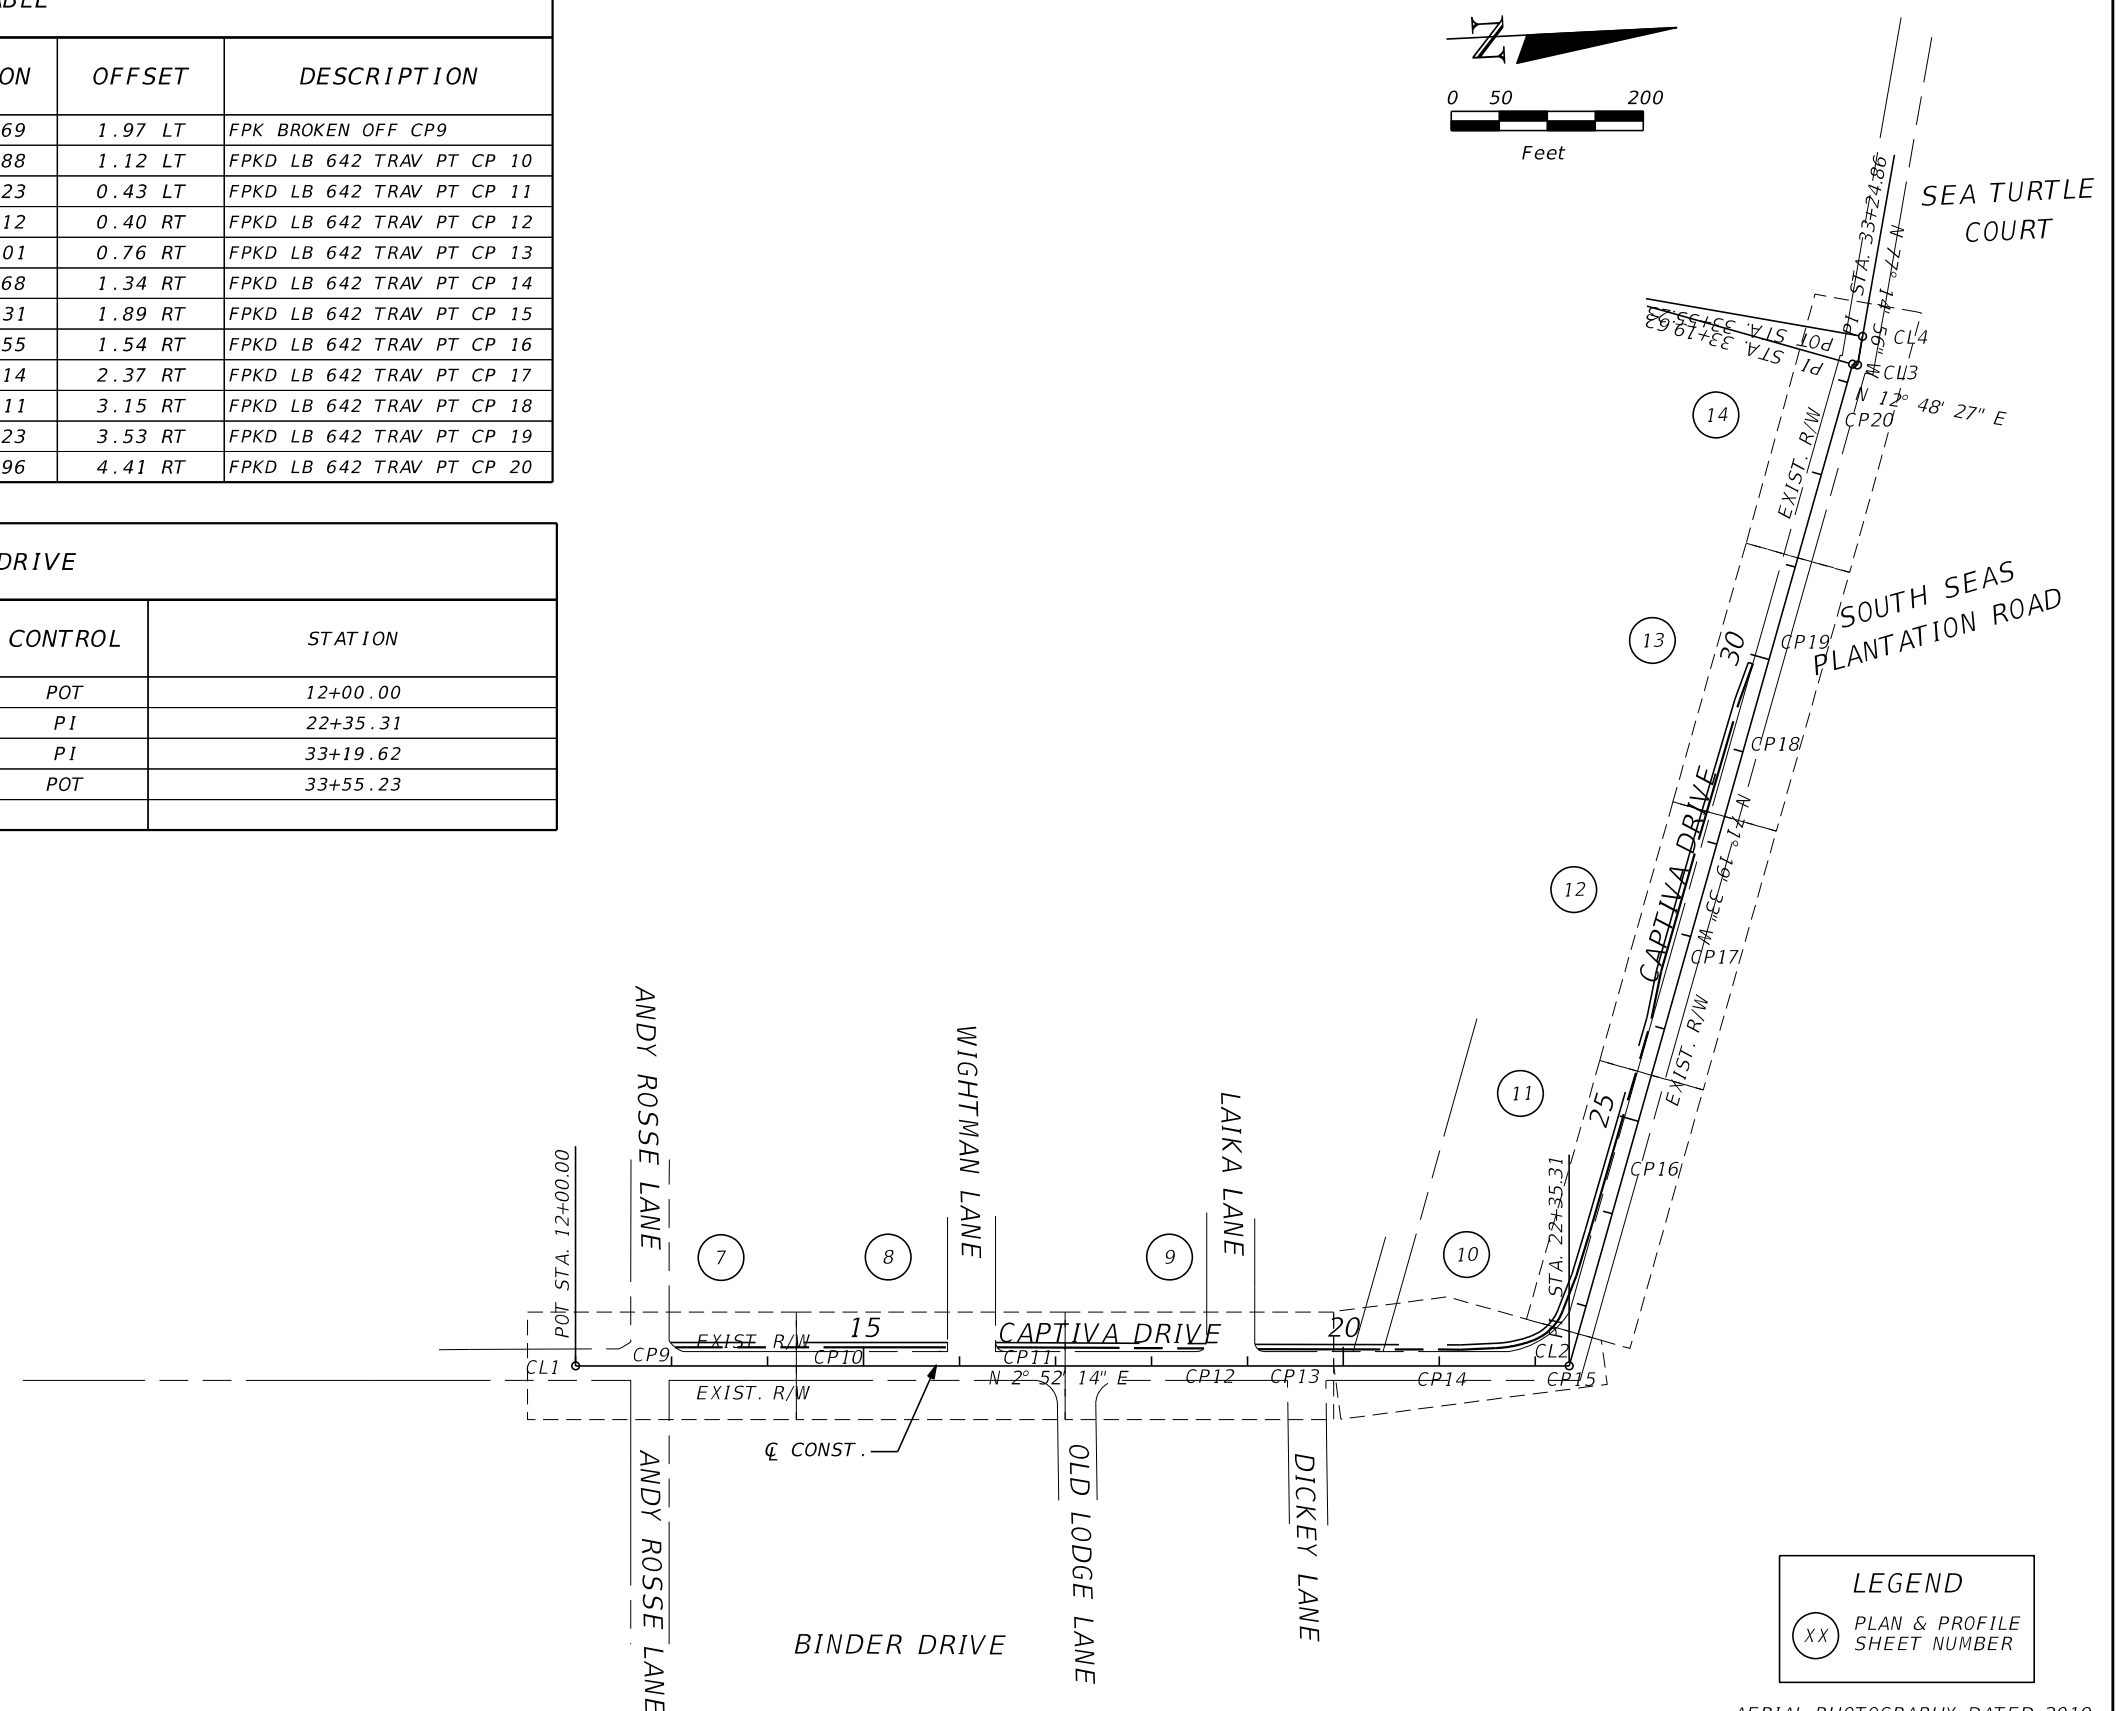 ON OFFSET DESCRIPTION
69 1.97 LT FPK BROKEN OFF CP9
88 1.12 LT FPKD LB 642 TRAV PT CP 10
23 0.43 LT FPKD LB 642 TRAV PT CP 11
12 0.40 RT FPKD LB 642 TRAV PT CP 12
01 0.76 RT FPKD LB 642 TRAV PT CP 13
68 1.34 RT FPKD LB 642 TRAV PT CP 14
31 1.89 RT FPKD LB 642 TRAV PT CP 15
55 1.54 RT FPKD LB 642 TRAV PT CP 16
14 2.37 RT FPKD LB 642 TRAV PT CP 17
11 3.15 RT FPKD LB 642 TRAV PT CP 18
23 3.53 RT FPKD LB 642 TRAV PT CP 19
96 4.41 RT FPKD LB 642 TRAV PT CP 20
DRIVE
CONTROL STATION
POT 12+00.00
PI 22+35.31
PI 33+19.62
POT 33+55.23
N
0 50 200
Feet
SEA TURTLE
COURT
PI STA. 33+24.86
N 77° 14' 56" W
POT STA. 33+55.23
PI STA. 33+19.62
CL4
CL3
N 12° 48' 27" E
CP20
14
EXIST. R/W
SOUTH SEAS
PLANTATION ROAD
13
30
CP19
CP18
CAPTIVA DRIVE
N 71° 19' 33" W
12
CP17
EXIST. R/W
11
25
CP16
ANDY ROSSE LANE
WIGHTMAN LANE
LAIKA LANE
POT STA. 12+00.00
PI STA. 22+35.31
7
8
9
10
15
CAPTIVA DRIVE
20
EXIST. R/W
CL1
CP9
CP10
CP11
CL2
N 2° 52' 14" E
CP12
CP13
CP14
CP15
EXIST. R/W
℄ CONST.
ANDY ROSSE LANE
OLD LODGE LANE
DICKEY LANE
BINDER DRIVE
LEGEND
XX PLAN & PROFILE
SHEET NUMBER
AERIAL PHOTOGRAPHY DATED 2019